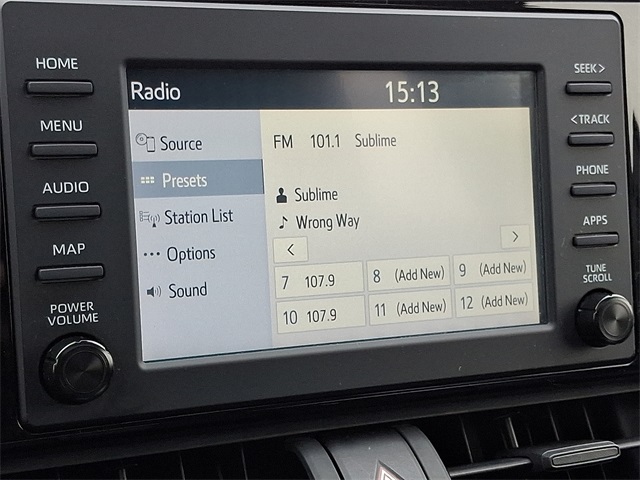 HOME
MENU
AUDIO
MAP
POWER
VOLUME
Radio 15:13
Source
Presets
Station List
Options
Sound
FM 101.1 Sublime
Sublime
Wrong Way
< >
7 107.9 8 (Add New) 9 (Add New)
10 107.9 11 (Add New) 12 (Add New)
SEEK >
< TRACK
PHONE
APPS
TUNE
SCROLL